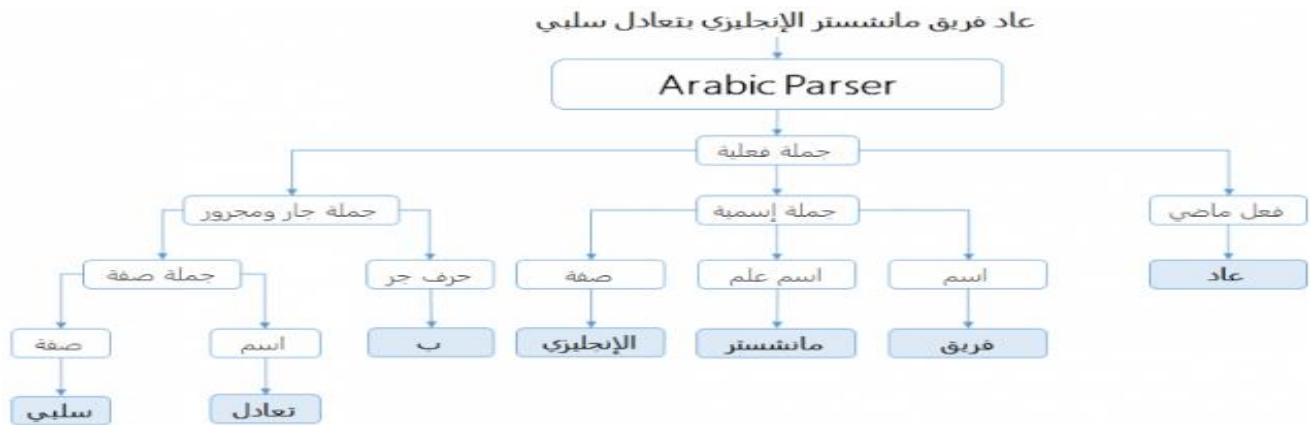 عاد فريق مانشستر الإنجليزي بتعادل سلبي
Arabic Parser
جملة فعلية
فعل ماضي
جملة إسمية
جملة جار ومجرور
عاد
اسم
اسم علم
صفة
حرف جر
جملة صفة
فريق
مانشستر
الإنجليزي
ب
اسم
صفة
تعادل
سلبي